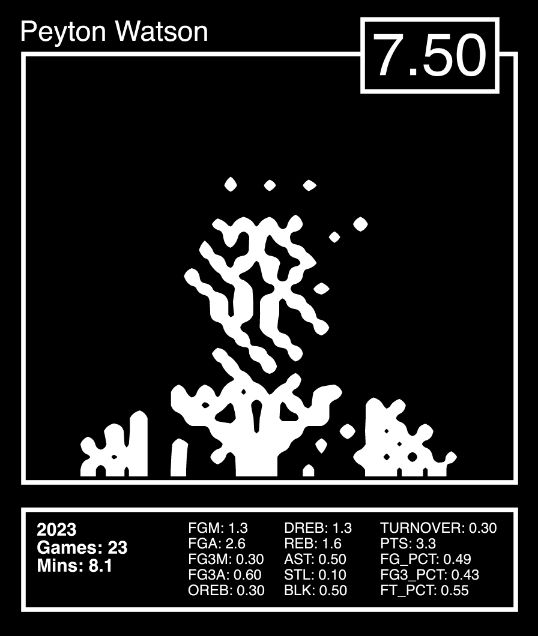 Peyton Watson
7.50
2023
Games: 23
Mins: 8.1
FGM: 1.3
FGA: 2.6
FG3M: 0.30
FG3A: 0.60
OREB: 0.30
DREB: 1.3
REB: 1.6
AST: 0.50
STL: 0.10
BLK: 0.50
TURNOVER: 0.30
PTS: 3.3
FG_PCT: 0.49
FG3_PCT: 0.43
FT_PCT: 0.55